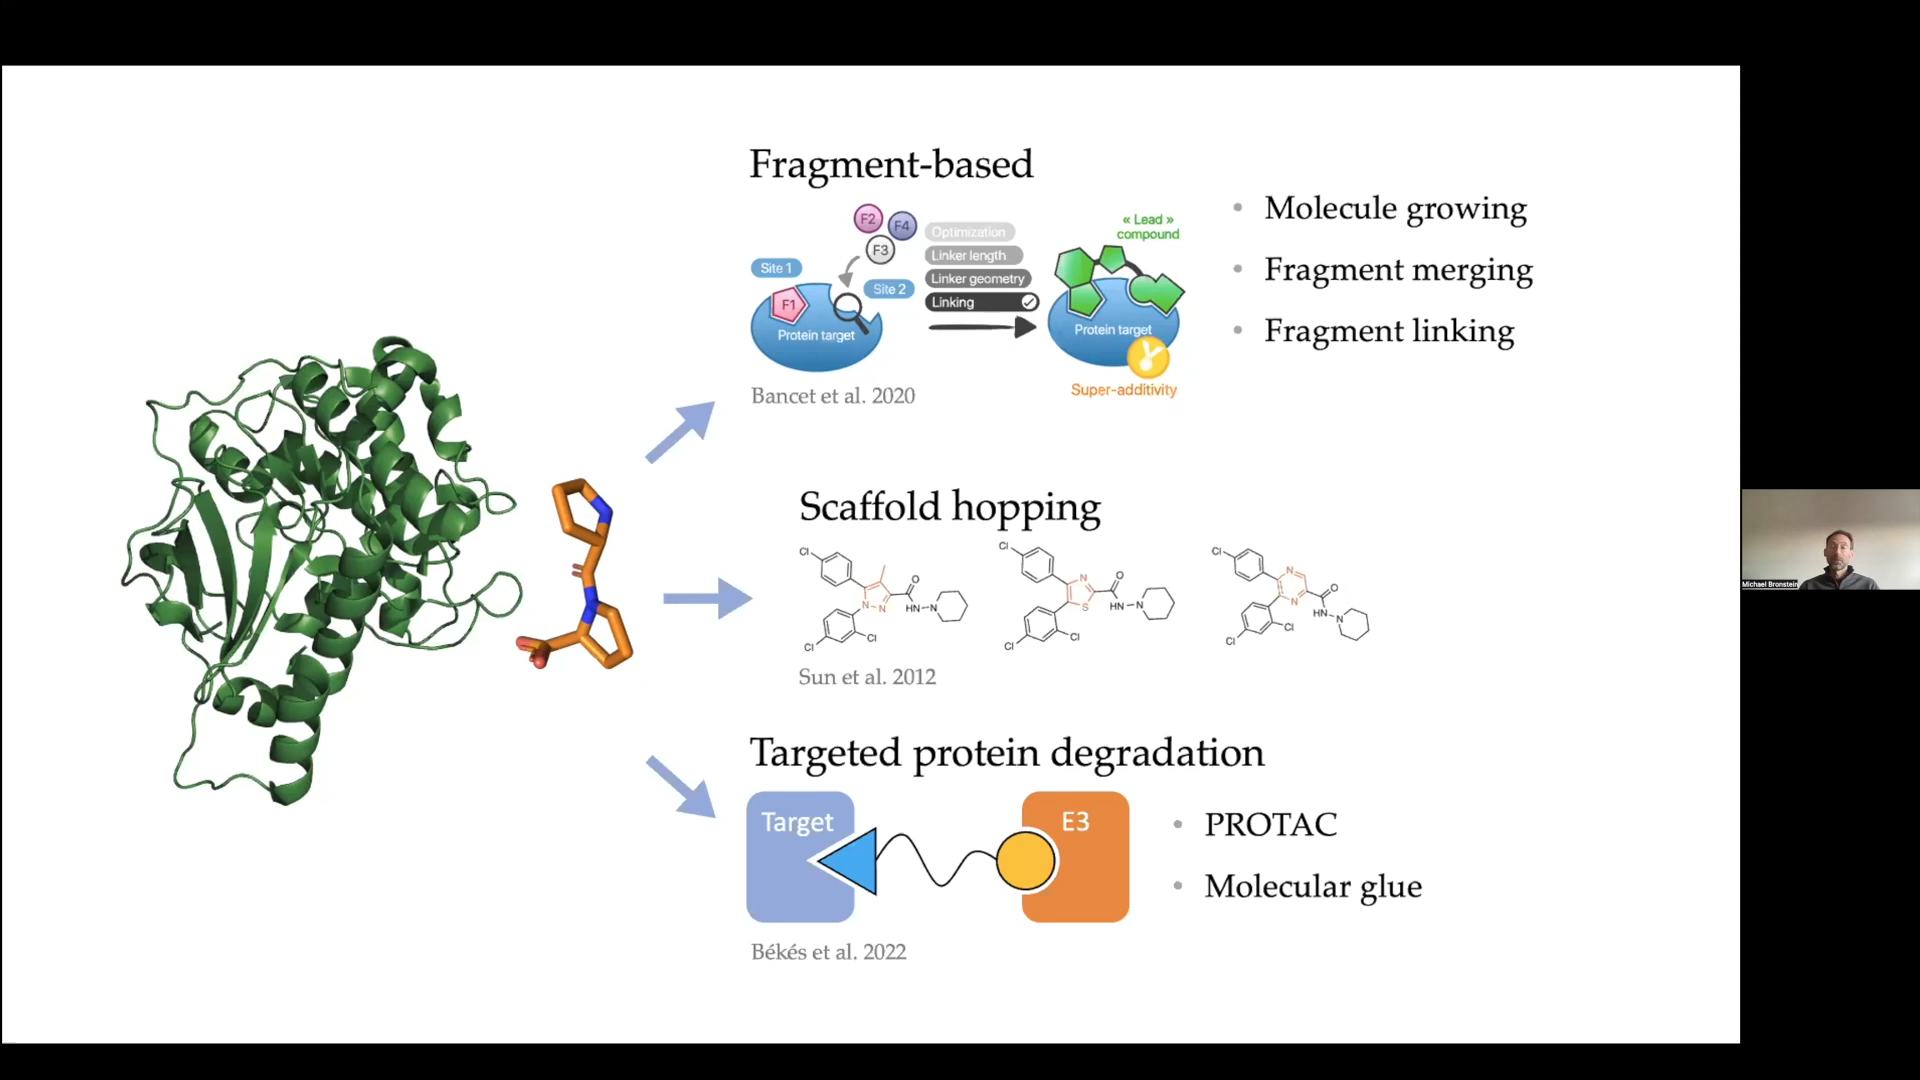 Fragment-based
F2
F4
F3
Site 1
Site 2
F1
Protein target
Optimization
Linker length
Linker geometry
Linking
« Lead »
compound
Protein target
Super-additivity
Bancet et al. 2020
• Molecule growing
• Fragment merging
• Fragment linking
Scaffold hopping
Cl
N
N
O
HN
N
Cl
Cl
Cl
N
S
O
HN
N
Cl
Cl
Cl
N
N
O
HN
N
Cl
Cl
Sun et al. 2012
Targeted protein degradation
Target
E3
• PROTAC
• Molecular glue
Békés et al. 2022
Michael Bronstein